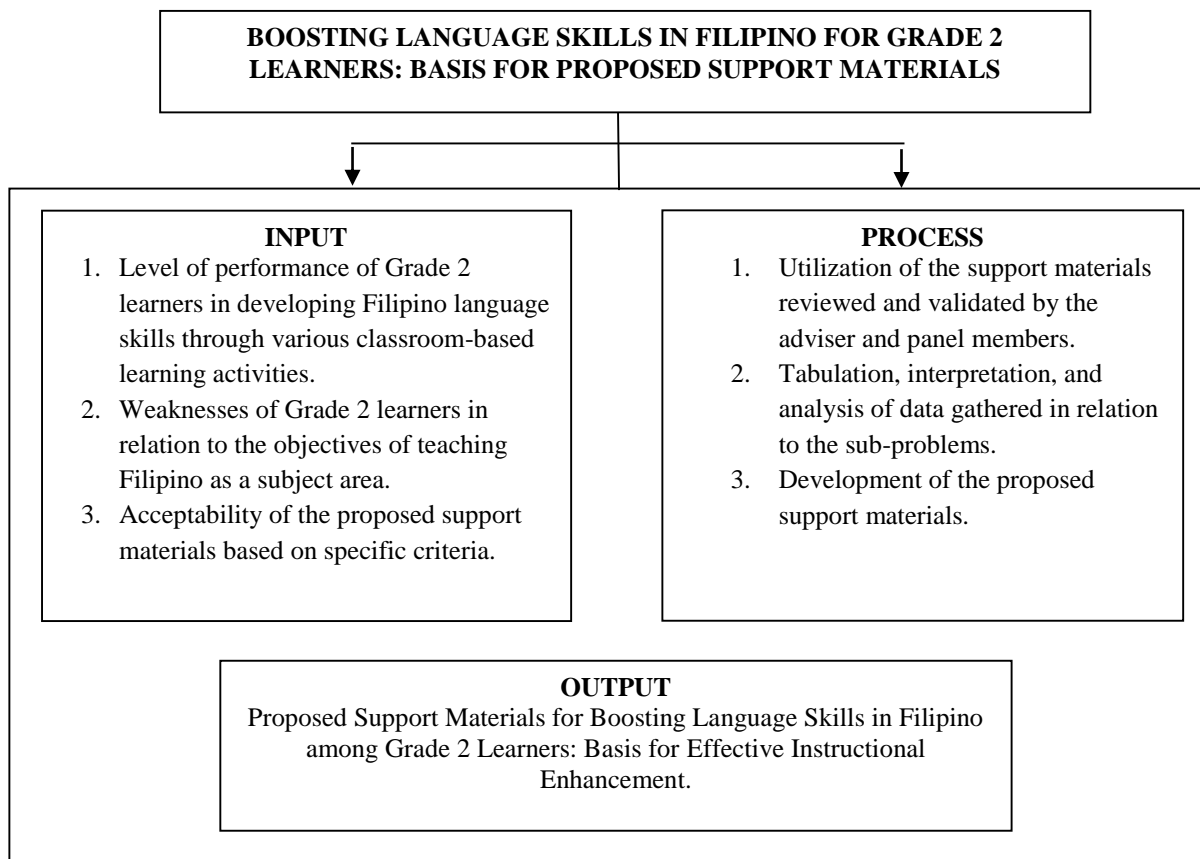 BOOSTING LANGUAGE SKILLS IN FILIPINO FOR GRADE 2
LEARNERS: BASIS FOR PROPOSED SUPPORT MATERIALS
INPUT
1. Level of performance of Grade 2
learners in developing Filipino language
skills through various classroom-based
learning activities.
2. Weaknesses of Grade 2 learners in
relation to the objectives of teaching
Filipino as a subject area.
3. Acceptability of the proposed support
materials based on specific criteria.
PROCESS
1. Utilization of the support materials
reviewed and validated by the
adviser and panel members.
2. Tabulation, interpretation, and
analysis of data gathered in relation
to the sub-problems.
3. Development of the proposed
support materials.
OUTPUT
Proposed Support Materials for Boosting Language Skills in Filipino
among Grade 2 Learners: Basis for Effective Instructional
Enhancement.